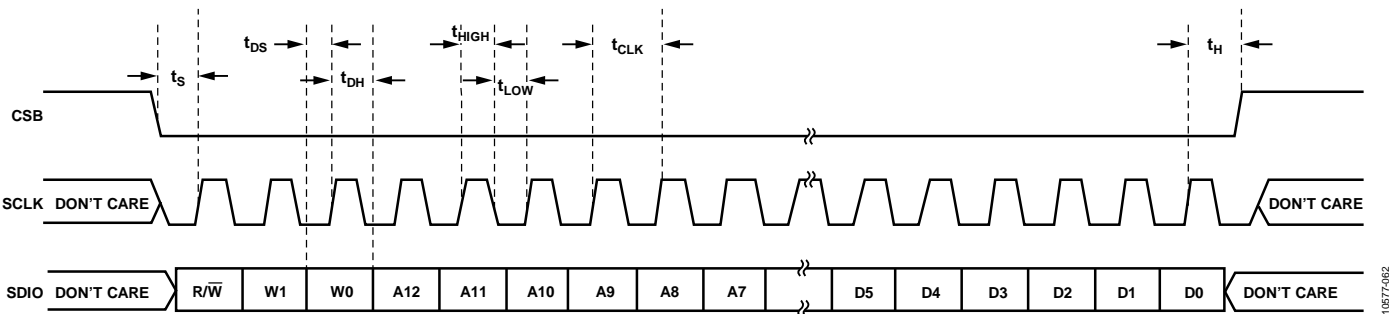 tDS
tHIGH
tCLK
tH
tS
tDH
tLOW
CSB
SCLK DON'T CARE DON'T CARE
SDIO DON'T CARE R/W̅ W1 W0 A12 A11 A10 A9 A8 A7 D5 D4 D3 D2 D1 D0 DON'T CARE
10577-062